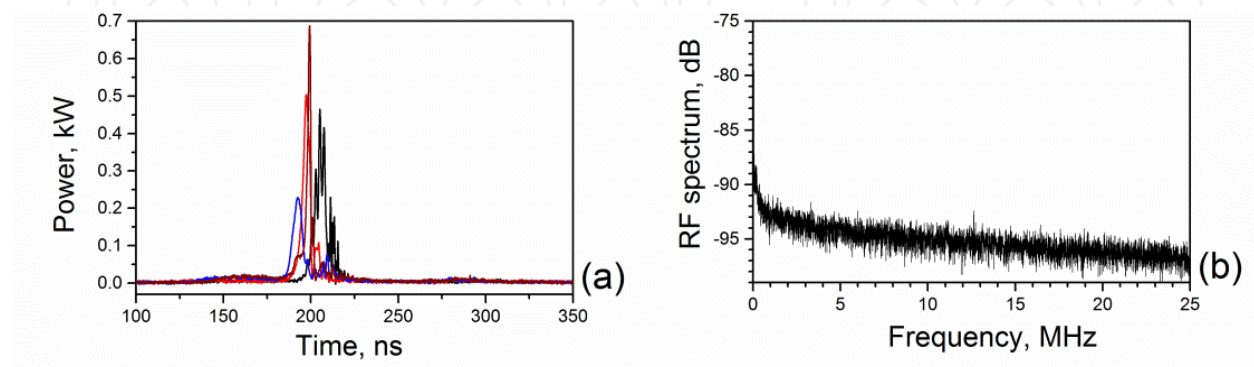 0.7
0.6
0.5
0.4
0.3
0.2
0.1
0.0
Power, kW
100 150 200 250 300 350
Time, ns
(a)
-75
-80
-85
-90
-95
RF spectrum, dB
0 5 10 15 20 25
Frequency, MHz
(b)